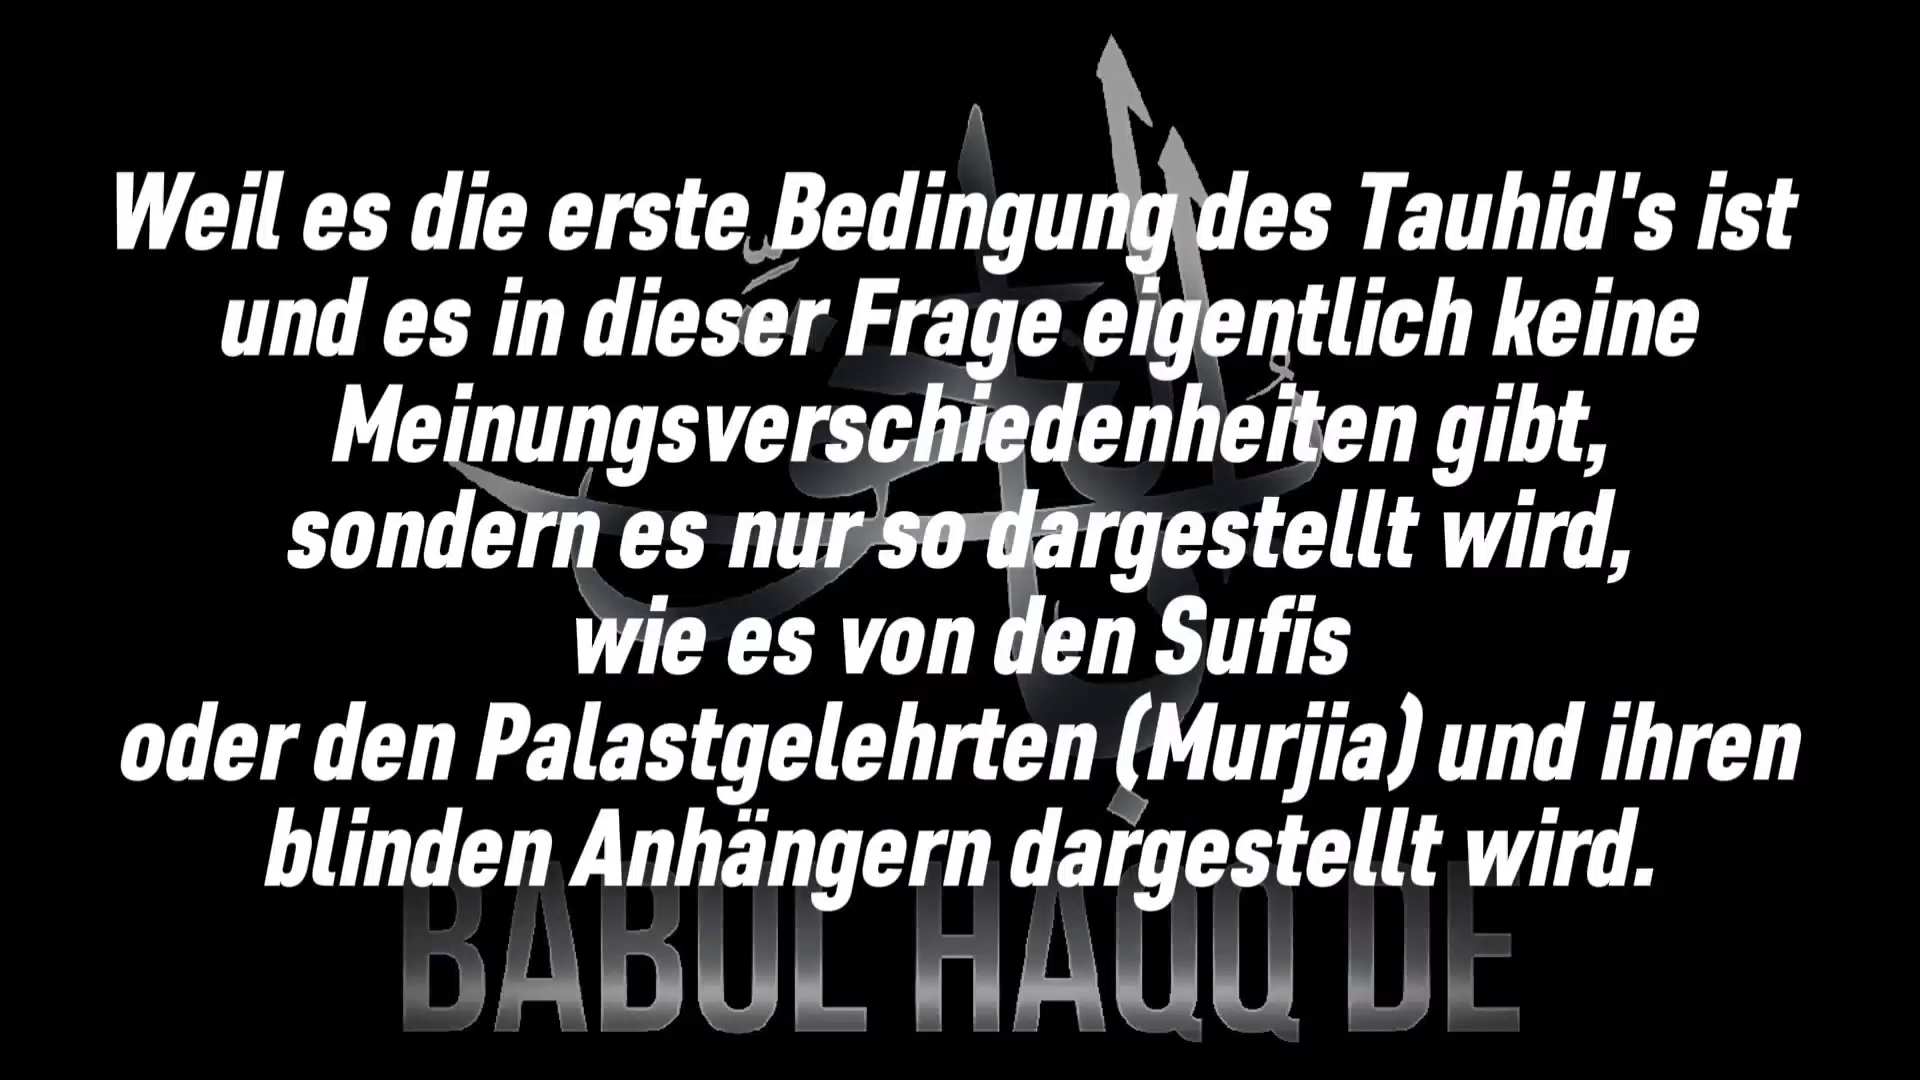 Weil es die erste Bedingung des Tauhid's ist
und es in dieser Frage eigentlich keine
Meinungsverschiedenheiten gibt,
sondern es nur so dargestellt wird,
wie es von den Sufis
oder den Palastgelehrten (Murjia) und ihren
blinden Anhängern dargestellt wird.
BABUL HAQQ DE